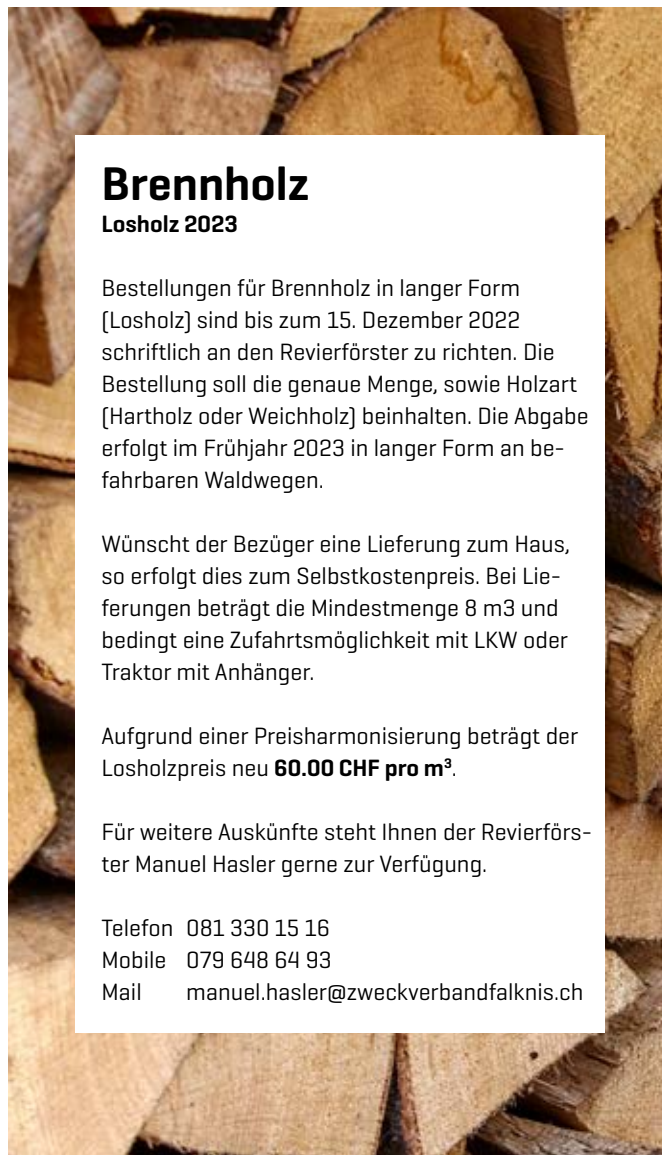 Brennholz
Losholz 2023
Bestellungen für Brennholz in langer Form
(Losholz) sind bis zum 15. Dezember 2022
schriftlich an den Revierförster zu richten. Die
Bestellung soll die genaue Menge, sowie Holzart
(Hartholz oder Weichholz) beinhalten. Die Abgabe
erfolgt im Frühjahr 2023 in langer Form an be-
fahrbaren Waldwegen.
Wünscht der Bezüger eine Lieferung zum Haus,
so erfolgt dies zum Selbstkostenpreis. Bei Lie-
ferungen beträgt die Mindestmenge 8 m3 und
bedingt eine Zufahrtsmöglichkeit mit LKW oder
Traktor mit Anhänger.
Aufgrund einer Preisharmonisierung beträgt der
Losholzpreis neu 60.00 CHF pro m³.
Für weitere Auskünfte steht Ihnen der Revierförs-
ter Manuel Hasler gerne zur Verfügung.
Telefon 081 330 15 16
Mobile 079 648 64 93
Mail manuel.hasler@zweckverbandfalknis.ch